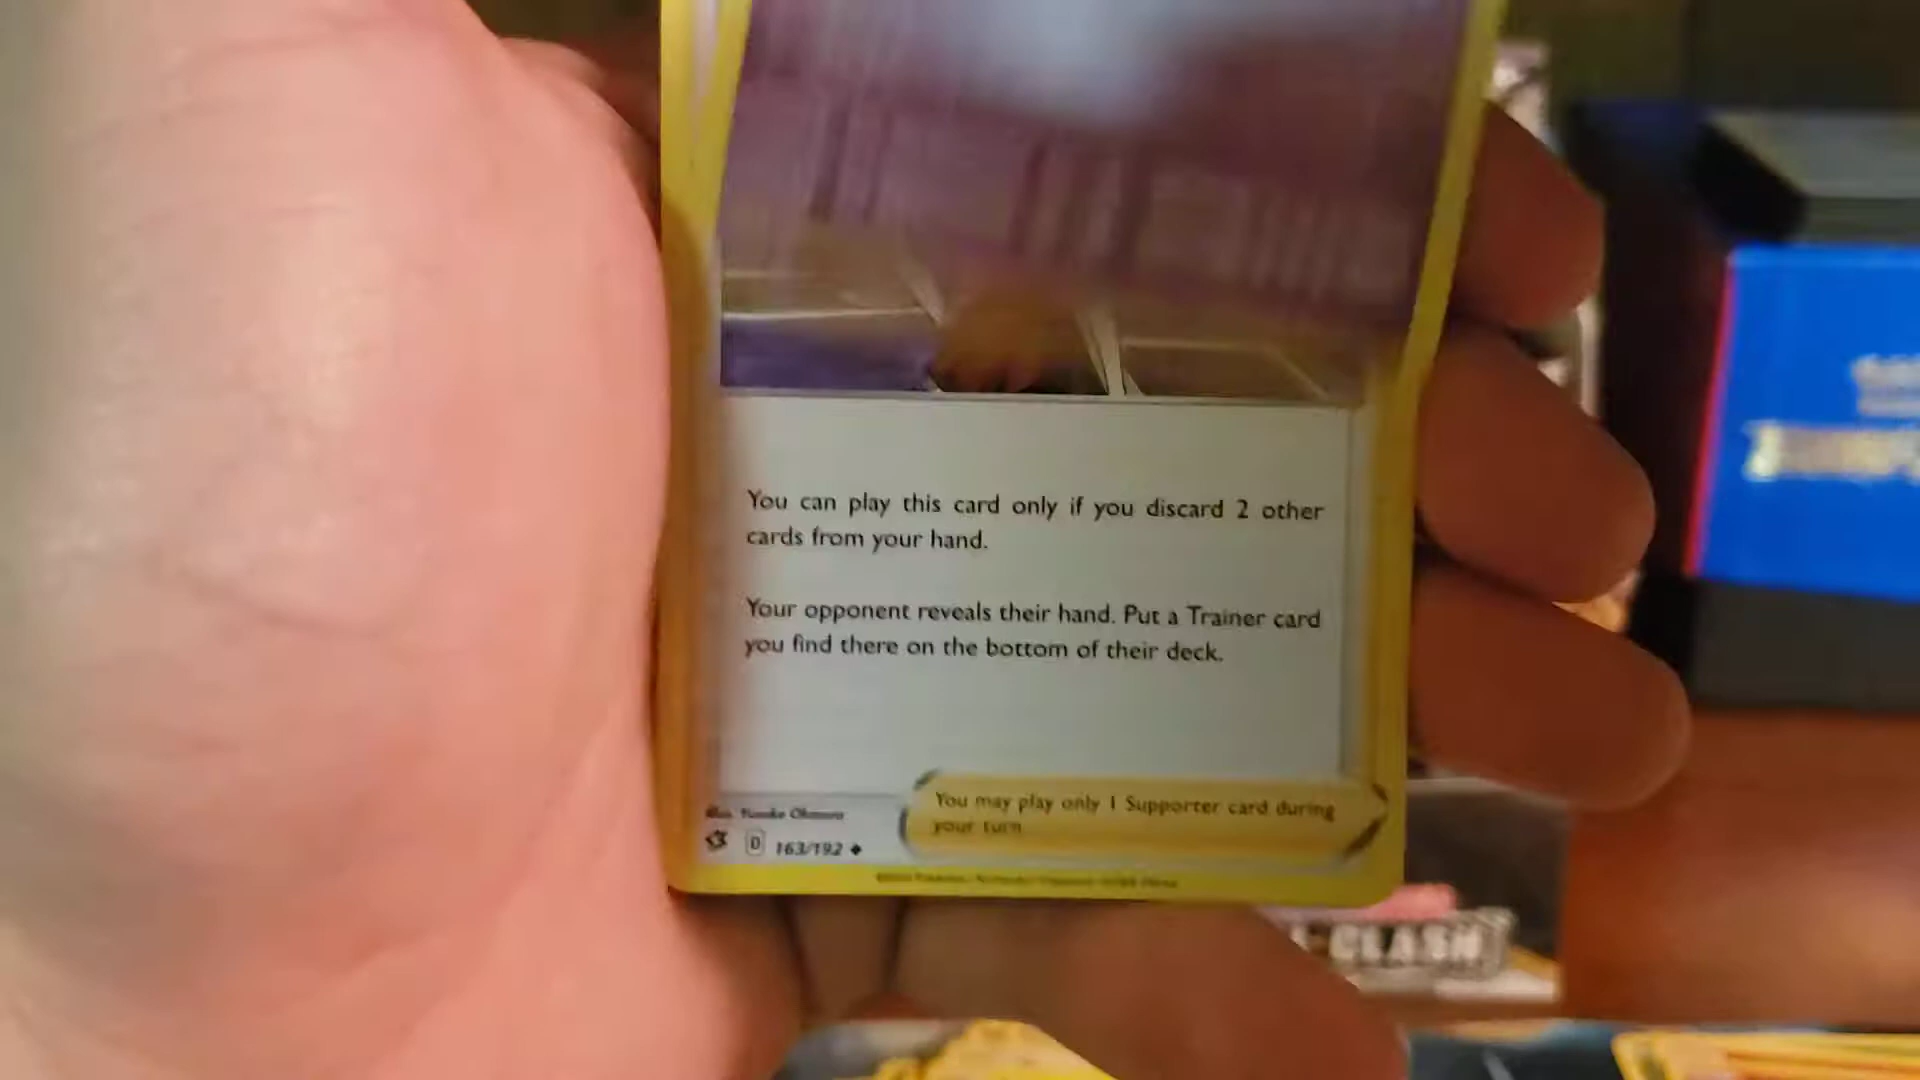 You can play this card only if you discard 2 other
cards from your hand.
Your opponent reveals their hand. Put a Trainer card
you find there on the bottom of their deck.
You may play only 1 Supporter card during
your turn
D 163/192
CLASH